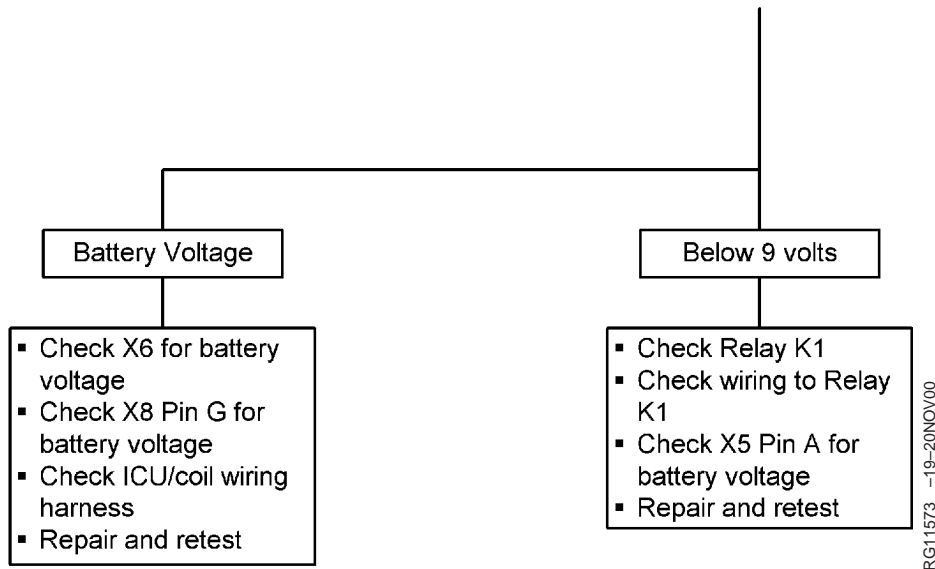 Battery Voltage
▪ Check X6 for battery
voltage
▪ Check X8 Pin G for
battery voltage
▪ Check ICU/coil wiring
harness
▪ Repair and retest
Below 9 volts
▪ Check Relay K1
▪ Check wiring to Relay
K1
▪ Check X5 Pin A for
battery voltage
▪ Repair and retest
RG11573 –19–20NOV00